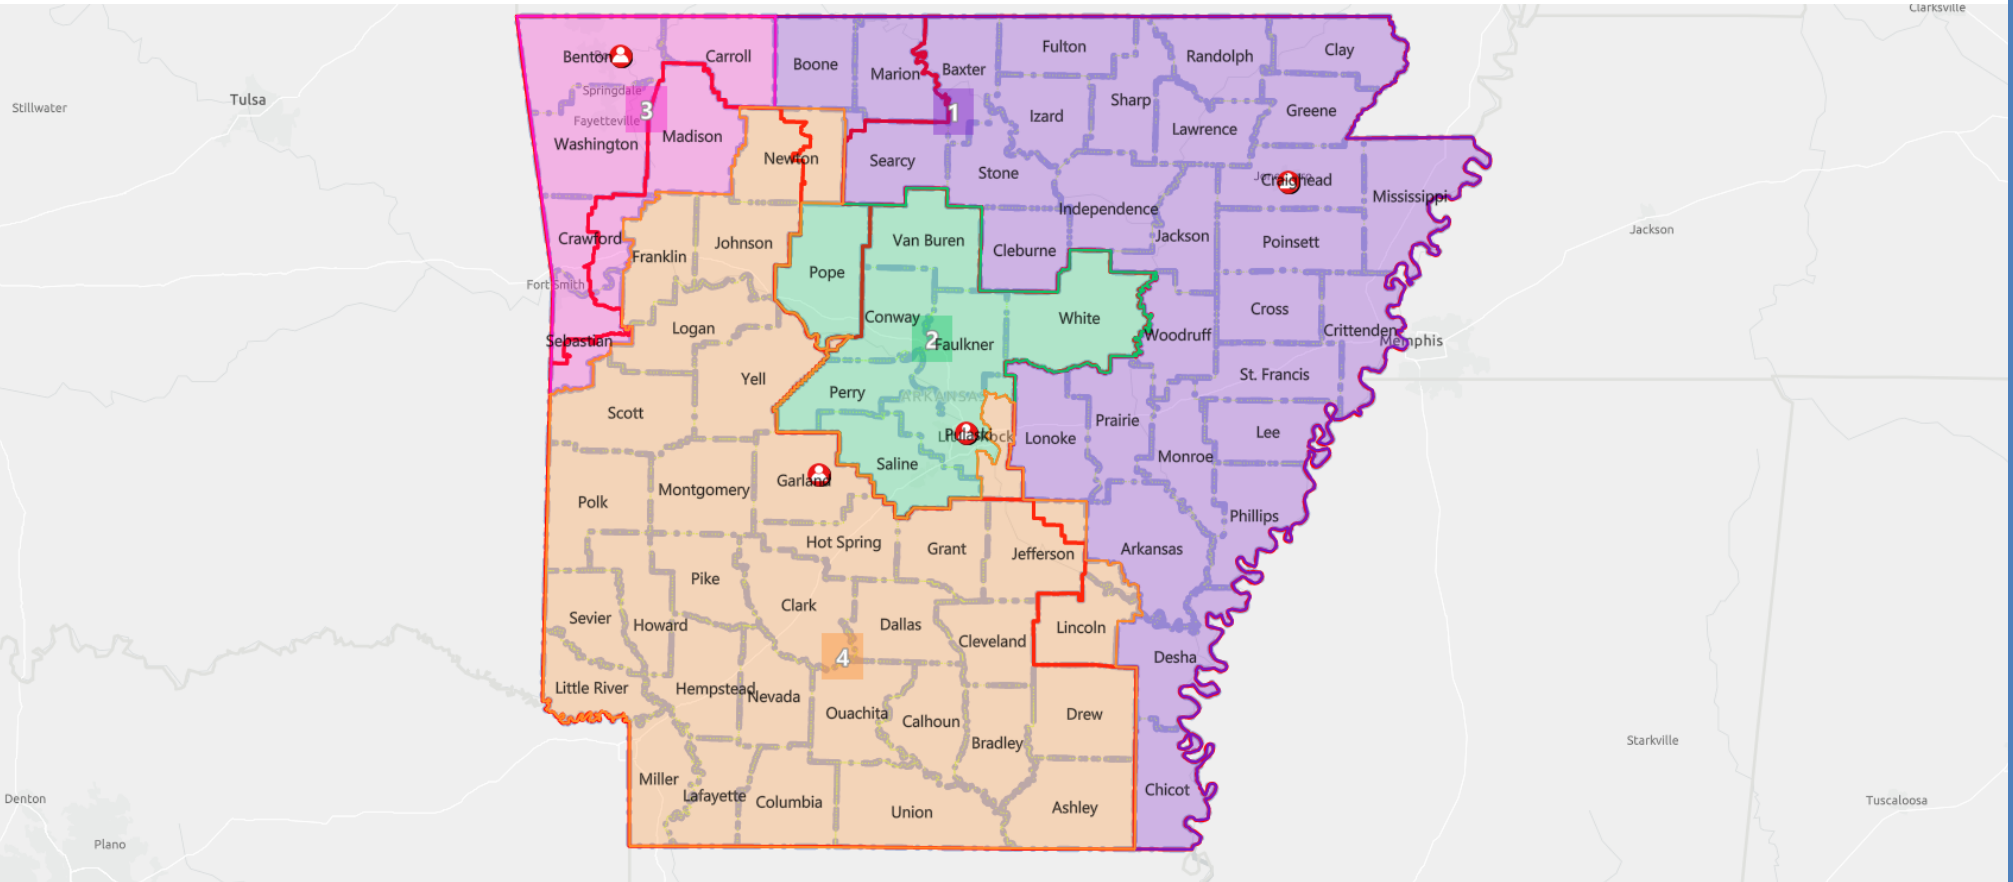 Clarksville
Stillwater
Tulsa
Benton
Carroll
Boone
Marion
Baxter
Fulton
Randolph
Clay
Springdale
3
1
Sharp
Greene
Fayetteville
Izard
Lawrence
Washington
Madison
Newton
Searcy
Stone
Craighead
Mississippi
Independence
Jackson
Jackson
Crawford
Johnson
Van Buren
Cleburne
Poinsett
Franklin
Pope
Fort Smith
Logan
Conway
White
Cross
Sebastian
2
Faulkner
Woodruff
Crittenden
Memphis
Yell
Perry
ARKANSAS
St. Francis
Scott
Prairie
Pulaski
Lonoke
Lee
Saline
Monroe
Garland
Montgomery
Polk
Phillips
Hot Spring
Grant
Jefferson
Arkansas
Pike
Clark
Sevier
Howard
Dallas
Cleveland
Lincoln
4
Desha
Little River
Hempstead
Nevada
Ouachita
Calhoun
Drew
Bradley
Starkville
Miller
Lafayette
Columbia
Union
Ashley
Chicot
Denton
Tuscaloosa
Plano